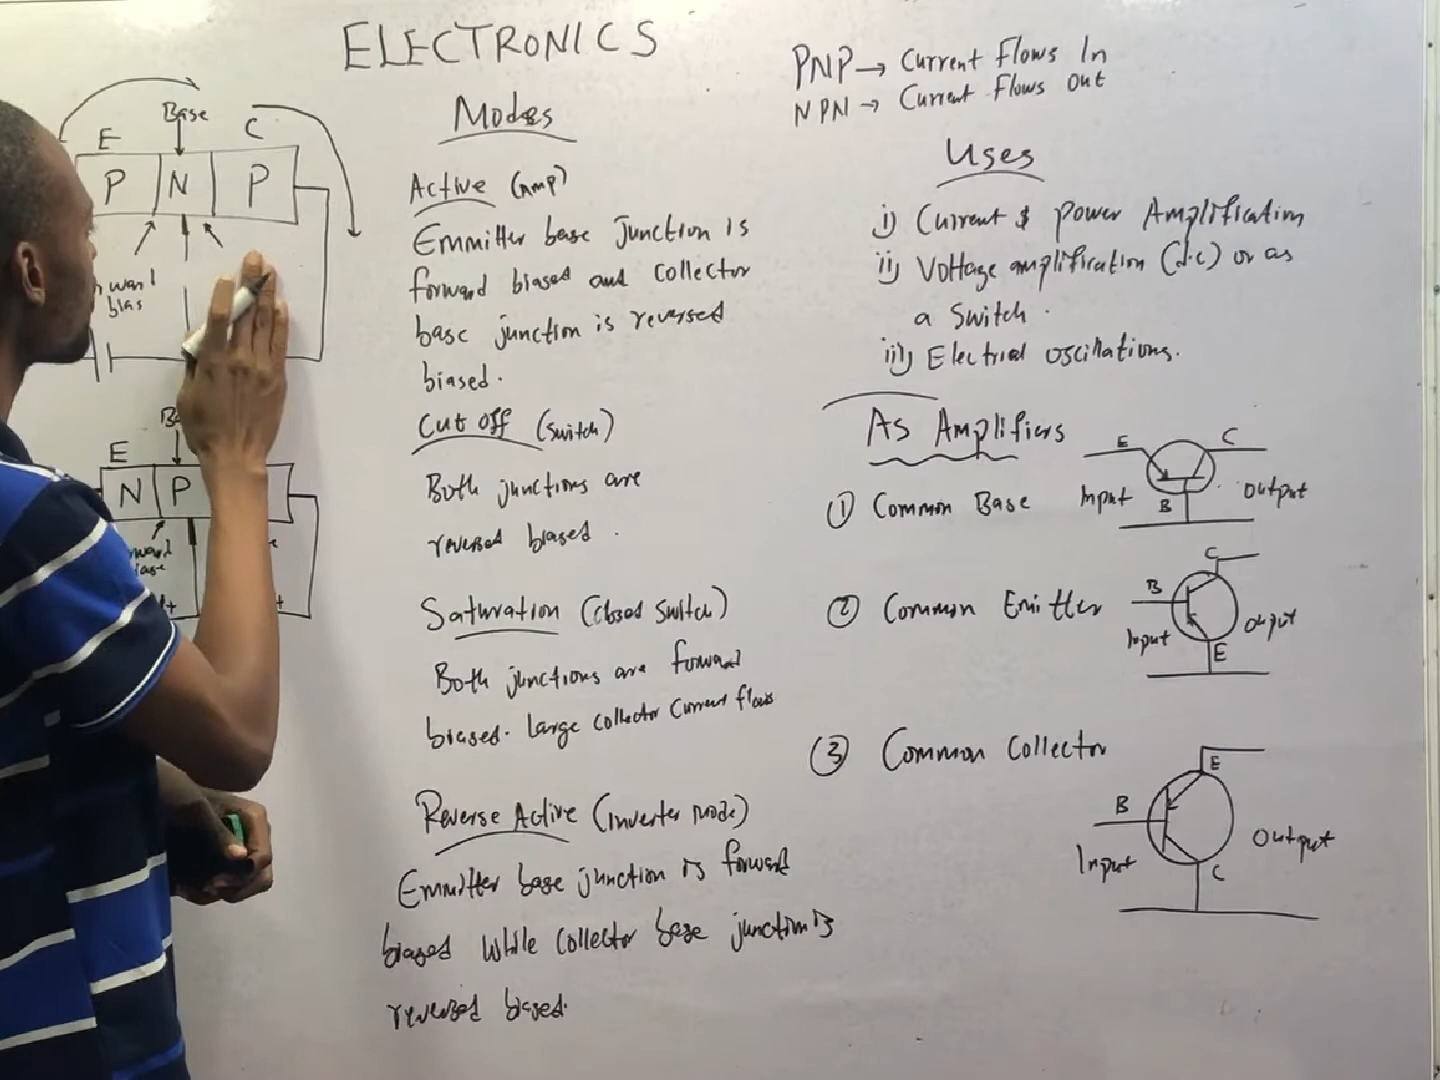 ELECTRONICS
PNP → Current Flows In
NPN → Current Flows Out
E Base C
P N P
bias
E
N P
Modes
Active (Amp)
Emmitter base junction is
forward biased and collector
base junction is reversed
biased.
Cut off (switch)
Both junctions are
reversed biased.
Saturation (closed switch)
Both junctions are forward
biased. Large collector current flows
Reverse Active (inverter mode)
Emmitter base junction is forward
biased while collector base junction is
reversed biased.
Uses
i) Current & power Amplification
ii) Voltage amplification (d.c) or as
a switch.
iii) Electrical oscillations.
As Amplifiers
① Common Base
E C
Input B Output
② Common Emitter
C
B
Input Output
E
③ Common Collector
E
B
Input Output
C